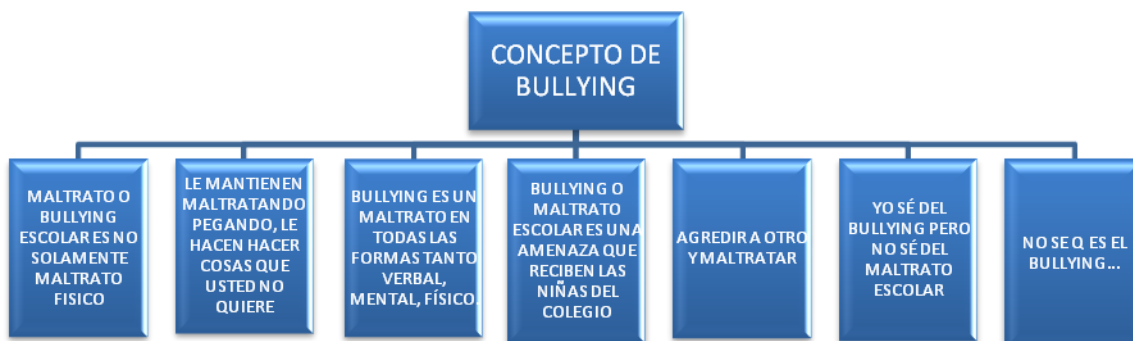 CONCEPTO DE
BULLYING
MALTRATO O
BULLYING
ESCOLAR ES NO
SOLAMENTE
MALTRATO
FISICO
LE MANTIENEN
MALTRATANDO
PEGANDO, LE
HACEN HACER
COSAS QUE
USTED NO
QUIERE
BULLYING ES UN
MALTRATO EN
TODAS LAS
FORMAS TANTO
VERBAL,
MENTAL, FÍSICO.
BULLYING O
MALTRATO
ESCOLAR ES UNA
AMENAZA QUE
RECIBEN LAS
NIÑAS DEL
COLEGIO
AGREDIR A OTRO
Y MALTRATAR
YO SÉ DEL
BULLYING PERO
NO SÉ DEL
MALTRATO
ESCOLAR
NO SE Q ES EL
BULLYING...